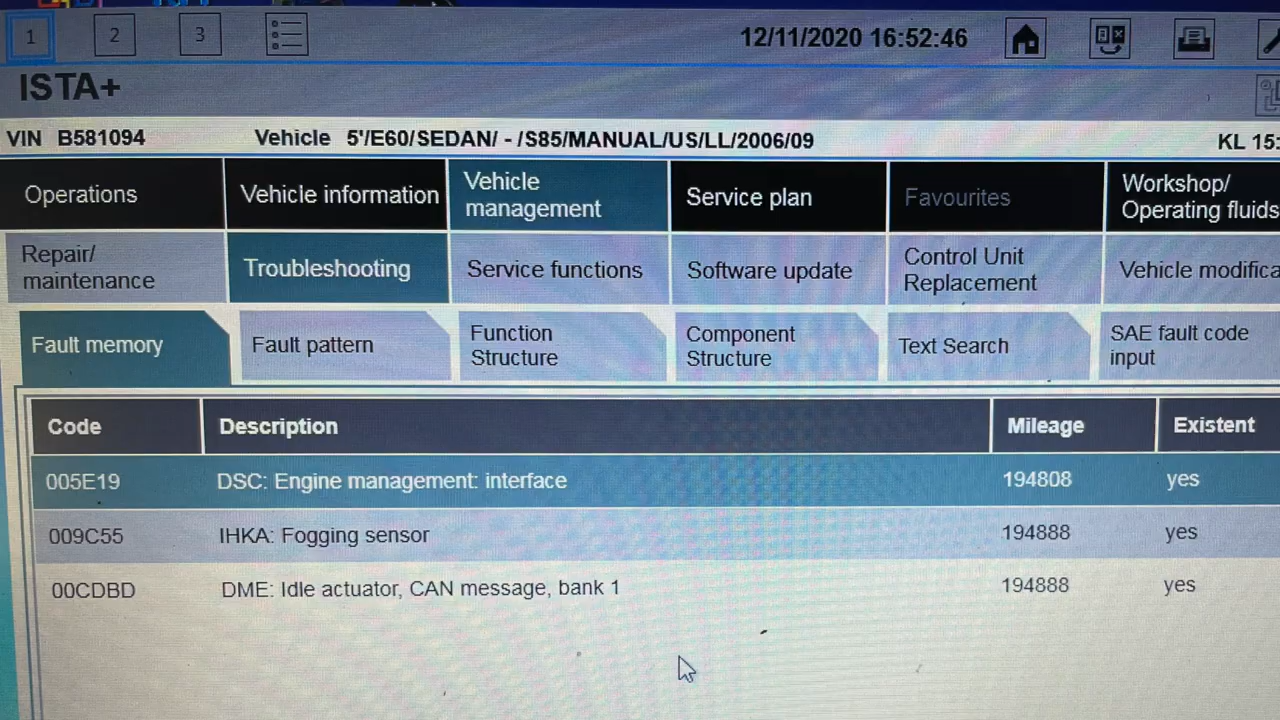 1 2 3 12/11/2020 16:52:46
ISTA+
VIN B581094 Vehicle 5'/E60/SEDAN/ - /S85/MANUAL/US/LL/2006/09 KL 15:
Operations Vehicle information Vehicle management Service plan Favourites Workshop/ Operating fluids
Repair/ maintenance Troubleshooting Service functions Software update Control Unit Replacement Vehicle modifica
Fault memory Fault pattern Function Structure Component Structure Text Search SAE fault code input
Code Description Mileage Existent
005E19 DSC: Engine management: interface 194808 yes
009C55 IHKA: Fogging sensor 194888 yes
00CDBD DME: Idle actuator, CAN message, bank 1 194888 yes